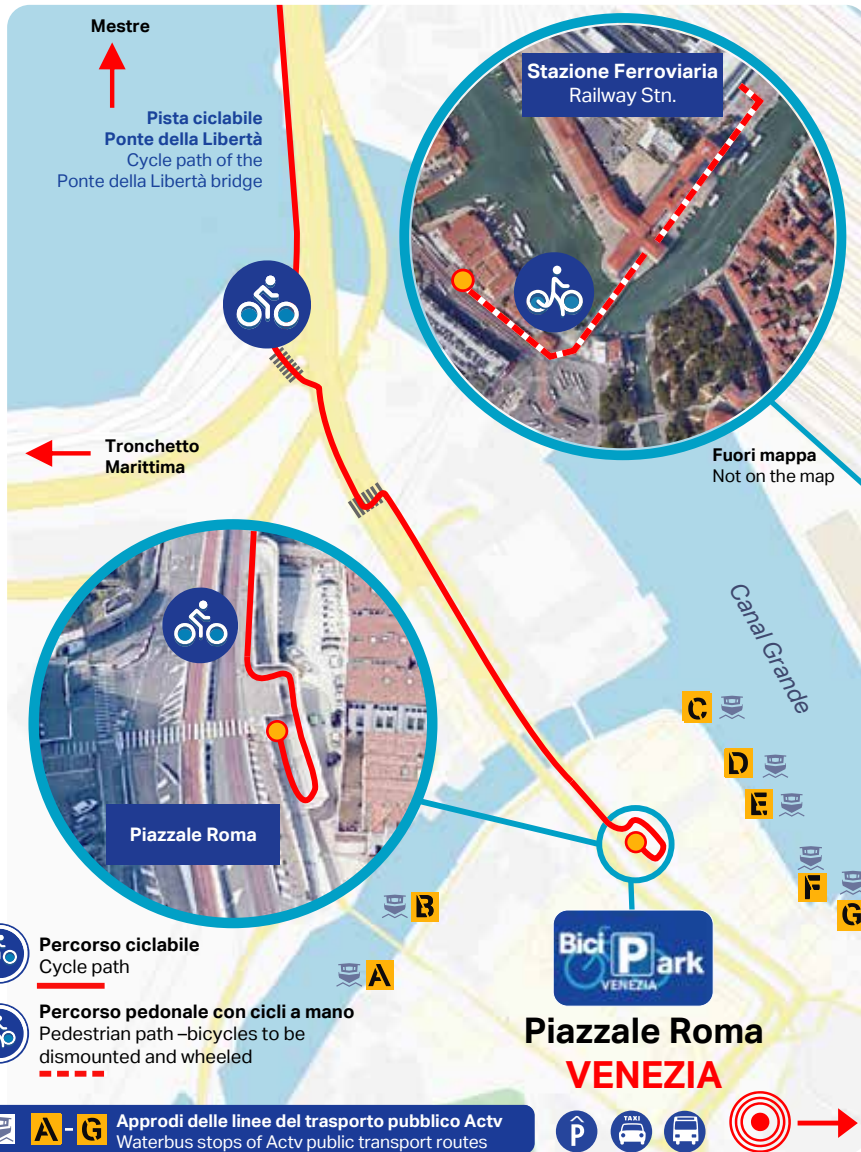 Mestre
Pista ciclabile
Ponte della Libertà
Cycle path of the
Ponte della Libertà bridge
Stazione Ferroviaria
Railway Stn.
Tronchetto
Marittima
Fuori mappa
Not on the map
Canal Grande
C
D
E
F
G
Piazzale Roma
B
A
Percorso ciclabile
Cycle path
Percorso pedonale con cicli a mano
Pedestrian path –bicycles to be
dismounted and wheeled
Bici Park
VENEZIA
Piazzale Roma
VENEZIA
A - G Approdi delle linee del trasporto pubblico Actv
Waterbus stops of Actv public transport routes
P
TAXI